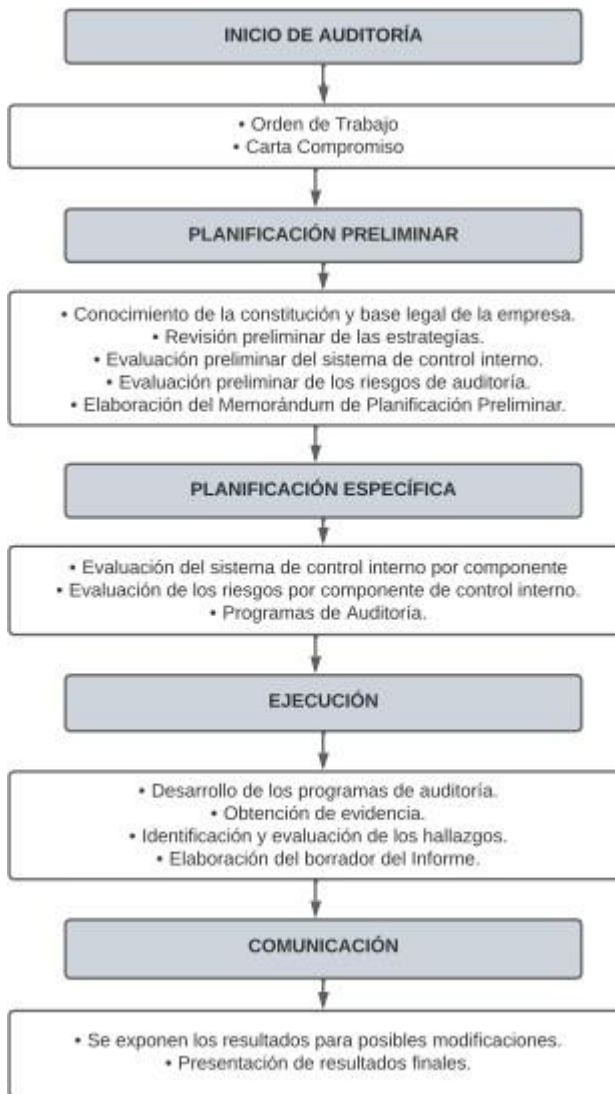 INICIO DE AUDITORÍA
• Orden de Trabajo
• Carta Compromiso
PLANIFICACIÓN PRELIMINAR
• Conocimiento de la constitución y base legal de la empresa.
• Revisión preliminar de las estrategías.
• Evaluación preliminar del sistema de control interno.
• Evaluación preliminar de los riesgos de auditoría.
• Elaboración del Memorándum de Planificación Preliminar.
PLANIFICACIÓN ESPECÍFICA
• Evaluación del sistema de control interno por componente
• Evaluación de los riesgos por componente de control interno.
• Programas de Auditoría.
EJECUCIÓN
• Desarrollo de los programas de auditoría.
• Obtención de evidencia.
• Identificación y evaluación de los hallazgos.
• Elaboración del borrador del Informe.
COMUNICACIÓN
• Se exponen los resultados para posibles modificaciones.
• Presentación de resultados finales.